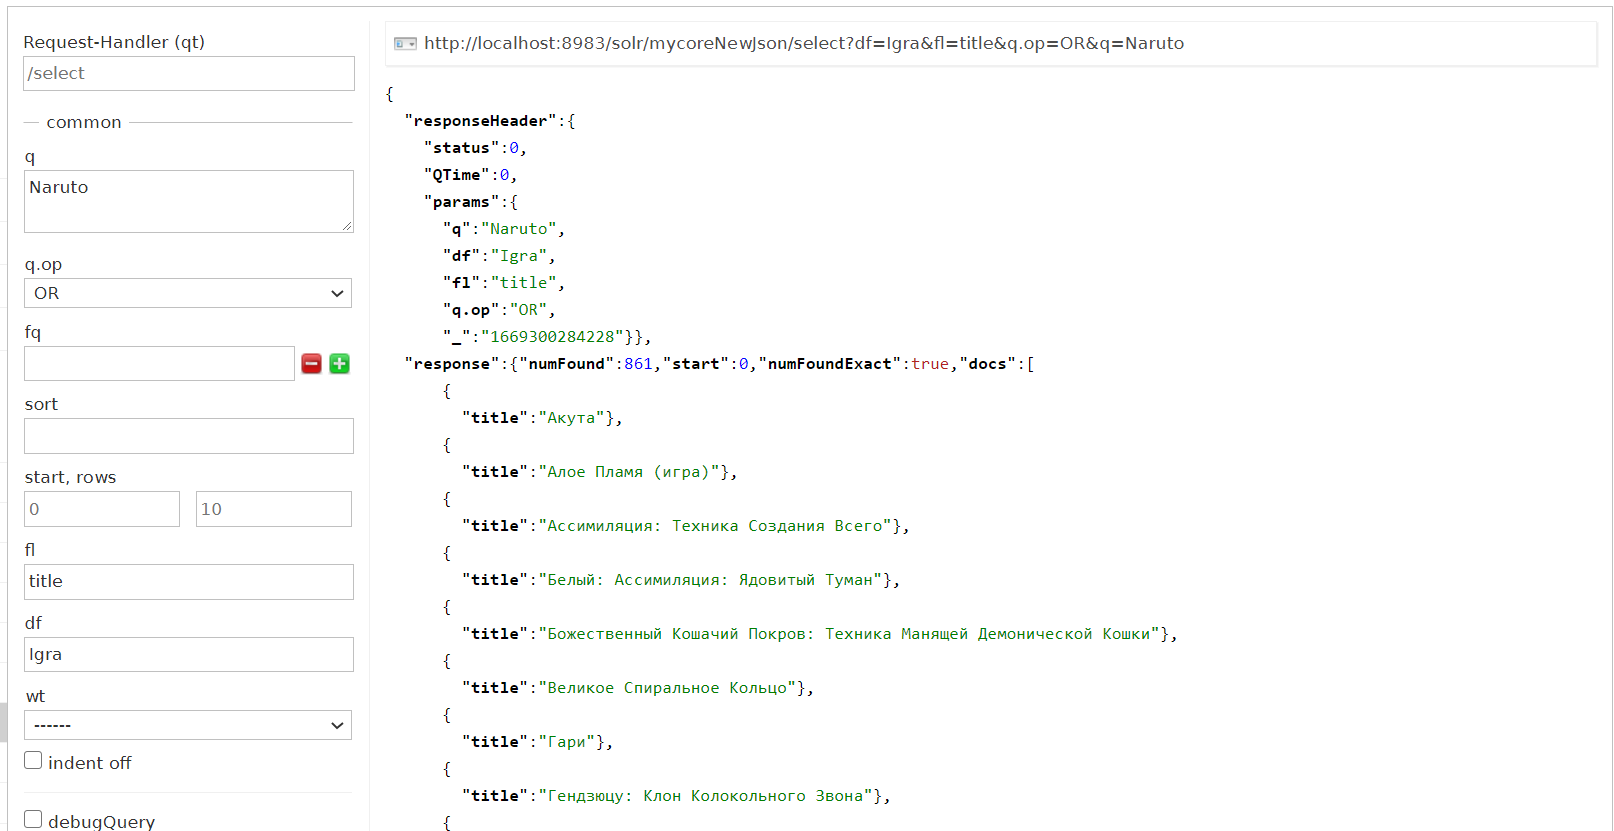 Request-Handler (qt)
/select
common
q
Naruto
q.op
OR
fq
sort
start, rows
0 10
fl
title
df
Igra
wt
------
indent off
debugQuery
http://localhost:8983/solr/mycoreNewJson/select?df=Igra&fl=title&q.op=OR&q=Naruto
{
"responseHeader":{
"status":0,
"QTime":0,
"params":{
"q":"Naruto",
"df":"Igra",
"fl":"title",
"q.op":"OR",
"_":"1669300284228"}},
"response":{"numFound":861,"start":0,"numFoundExact":true,"docs":[
{
"title":"Акута"},
{
"title":"Алое Пламя (игра)"},
{
"title":"Ассимиляция: Техника Создания Всего"},
{
"title":"Белый: Ассимиляция: Ядовитый Туман"},
{
"title":"Божественный Кошачий Покров: Техника Манящей Демонической Кошки"},
{
"title":"Великое Спиральное Кольцо"},
{
"title":"Гари"},
{
"title":"Гендзюцу: Клон Колокольного Звона"},
{